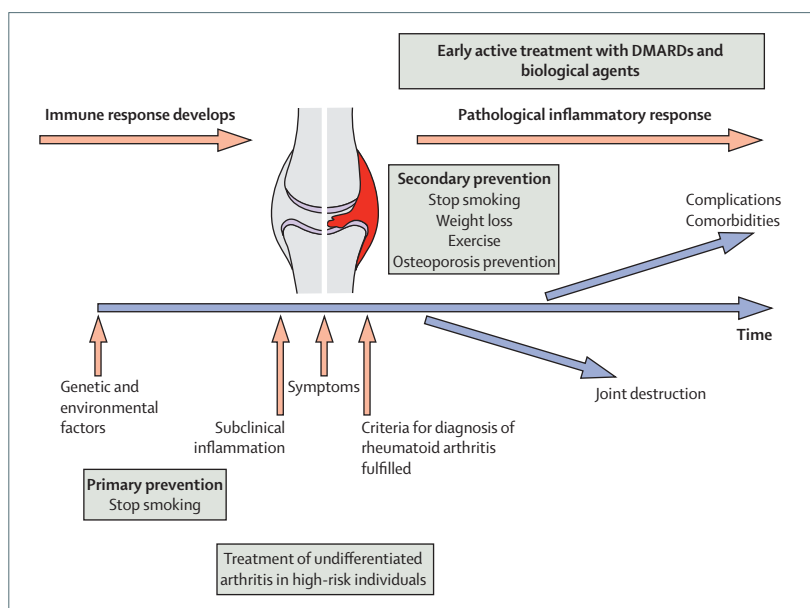 Early active treatment with DMARDs and
biological agents
Immune response develops
Pathological inflammatory response
Secondary prevention
Stop smoking
Weight loss
Exercise
Osteoporosis prevention
Complications
Comorbidities
Time
Genetic and
environmental
factors
Subclinical
inflammation
Symptoms
Criteria for diagnosis of
rheumatoid arthritis
fulfilled
Joint destruction
Primary prevention
Stop smoking
Treatment of undifferentiated
arthritis in high-risk individuals